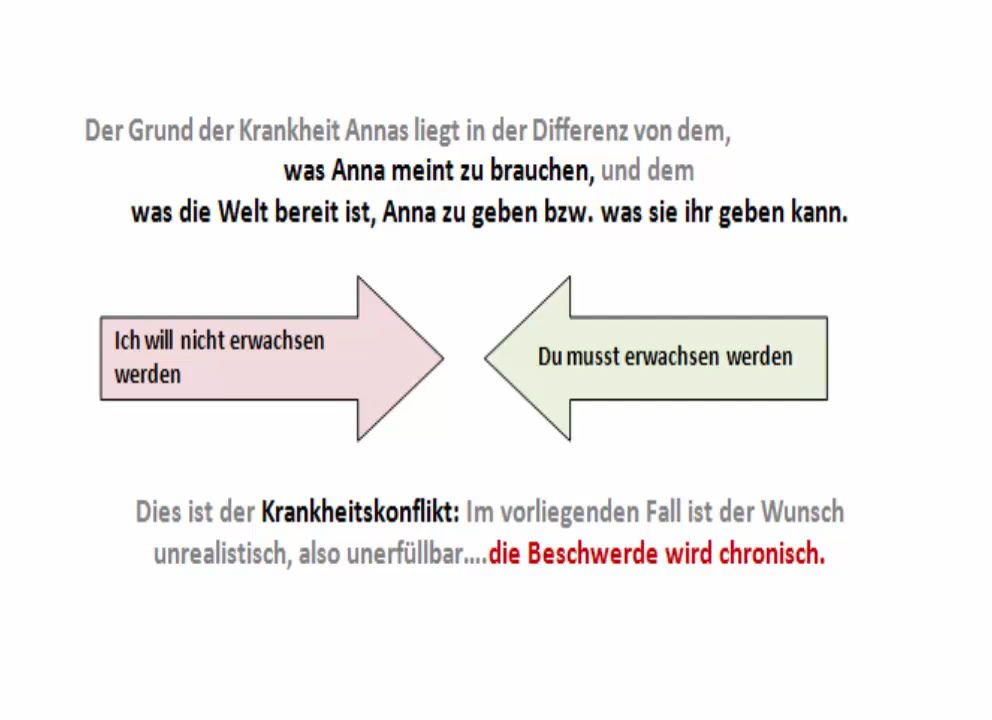 Der Grund der Krankheit Annas liegt in der Differenz von dem,
was Anna meint zu brauchen, und dem
was die Welt bereit ist, Anna zu geben bzw. was sie ihr geben kann.
Ich will nicht erwachsen
werden
Du musst erwachsen werden
Dies ist der Krankheitskonflikt: Im vorliegenden Fall ist der Wunsch
unrealistisch, also unerfüllbar....die Beschwerde wird chronisch.